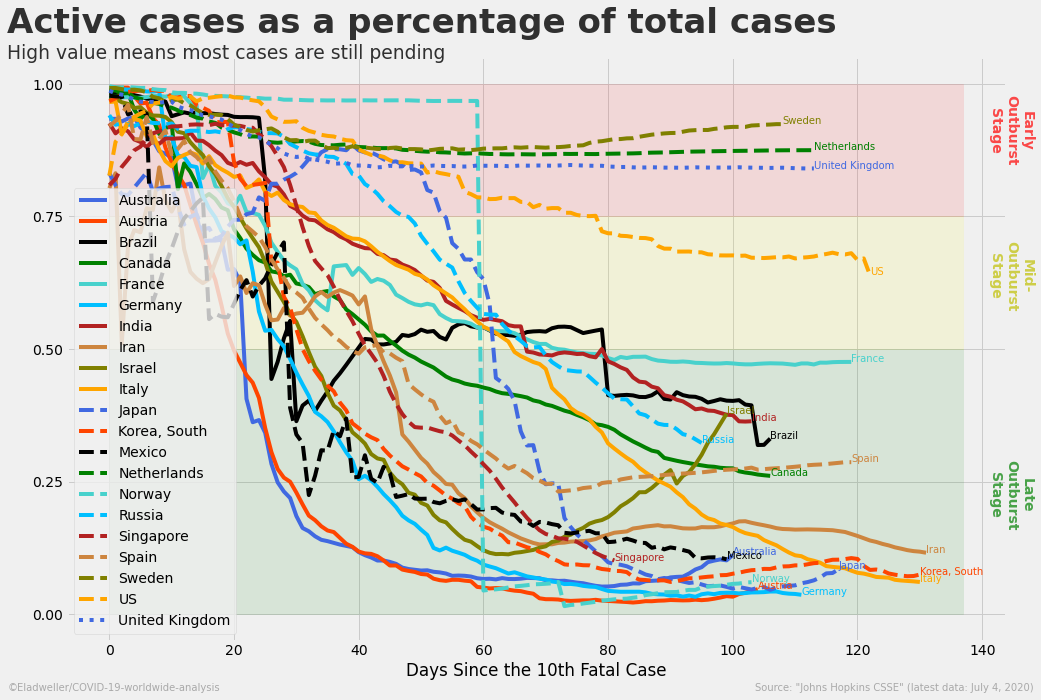 Active cases as a percentage of total cases
High value means most cases are still pending
1.00
0.75
0.50
0.25
0.00
Early
Outburst
Stage
Mid-
Outburst
Stage
Late
Outburst
Stage
Australia
Austria
Brazil
Canada
France
Germany
India
Iran
Israel
Italy
Japan
Korea, South
Mexico
Netherlands
Norway
Russia
Singapore
Spain
Sweden
US
United Kingdom
Sweden
Netherlands
United Kingdom
US
France
Israel
India
Brazil
Russia
Spain
Canada
Iran
Australia
Mexico
Singapore
Japan
Korea, South
Italy
Norway
Austria
Germany
0
20
40
60
80
100
120
140
Days Since the 10th Fatal Case
©Eladweller/COVID-19-worldwide-analysis
Source: "Johns Hopkins CSSE" (latest data: July 4, 2020)